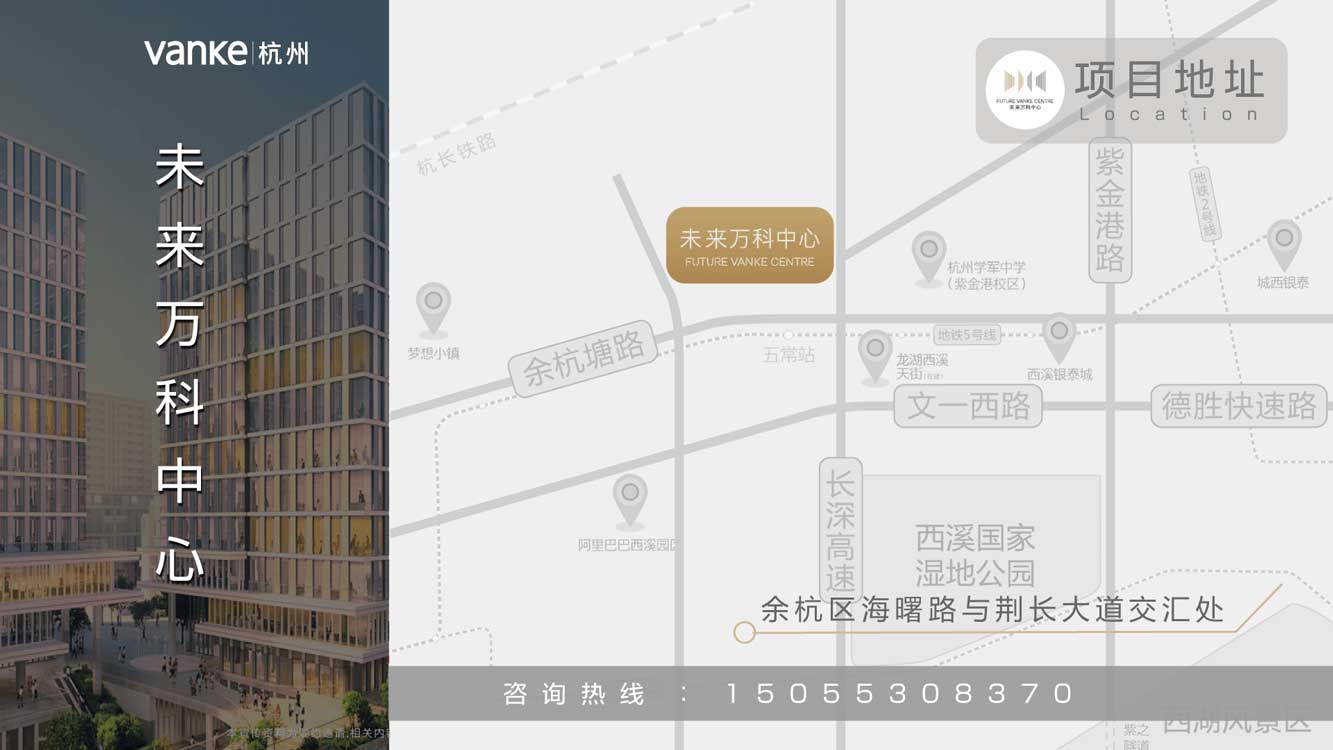 vanke 杭州
未来万科中心
项目地址
Location
FUTURE VANKE CENTRE
未来万科中心
杭长铁路
紫金港路
地铁2号线
未来万科中心
FUTURE VANKE CENTRE
杭州学军中学
（紫金港校区）
城西银泰
梦想小镇
余杭塘路
五常站
地铁5号线
龙湖西溪
天街
西溪银泰城
文一西路
德胜快速路
长深高速
阿里巴巴西溪园区
西溪国家
湿地公园
余杭区海曙路与荆长大道交汇处
咨询热线 : 15055308370
紫之
隧道
西湖风景区